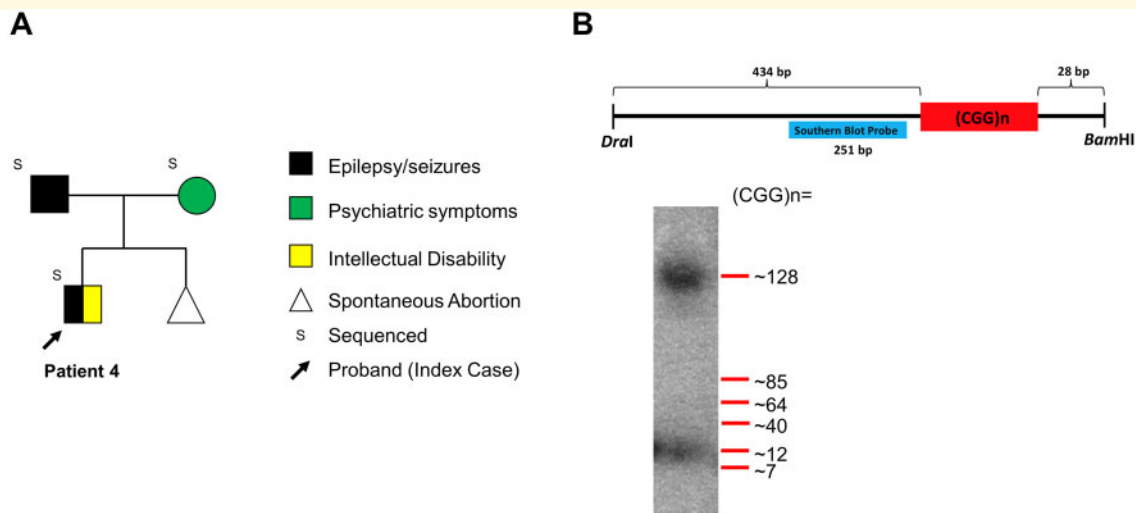 A
S
S
S
Patient 4
Epilepsy/seizures
Psychiatric symptoms
Intellectual Disability
Spontaneous Abortion
S Sequenced
Proband (Index Case)
B
434 bp
28 bp
(CGG)n
Southern Blot Probe
DraI
251 bp
BamHI
(CGG)n=
~128
~85
~64
~40
~12
~7